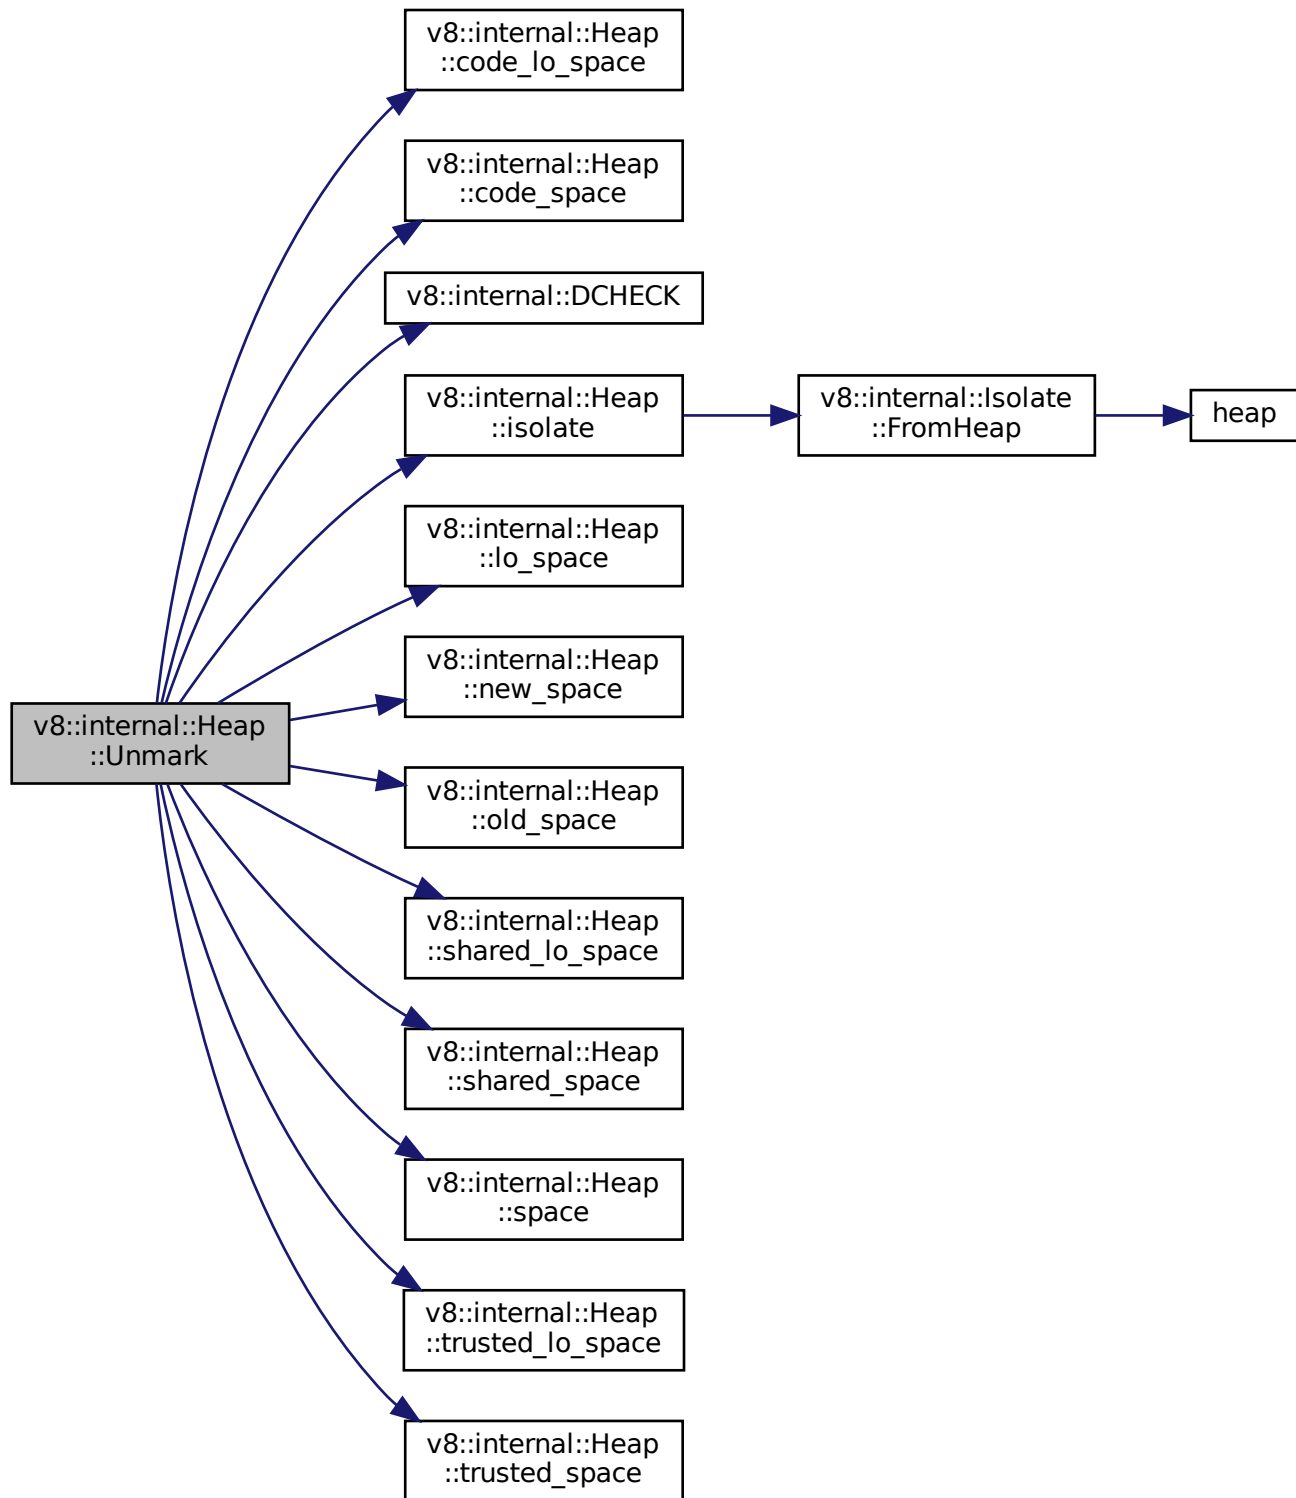 v8::internal::Heap
::code_lo_space
v8::internal::Heap
::code_space
v8::internal::DCHECK
v8::internal::Heap
::isolate
v8::internal::Isolate
::FromHeap
heap
v8::internal::Heap
::lo_space
v8::internal::Heap
::new_space
v8::internal::Heap
::Unmark
v8::internal::Heap
::old_space
v8::internal::Heap
::shared_lo_space
v8::internal::Heap
::shared_space
v8::internal::Heap
::space
v8::internal::Heap
::trusted_lo_space
v8::internal::Heap
::trusted_space